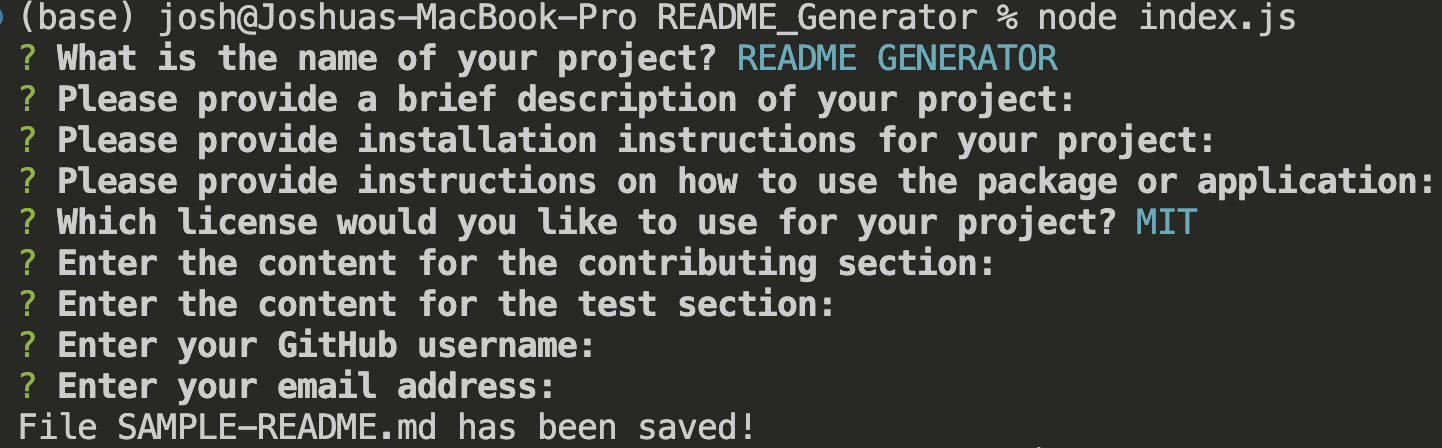 (base) josh@Joshuas-MacBook-Pro README_Generator % node index.js
? What is the name of your project? README GENERATOR
? Please provide a brief description of your project:
? Please provide installation instructions for your project:
? Please provide instructions on how to use the package or application:
? Which license would you like to use for your project? MIT
? Enter the content for the contributing section:
? Enter the content for the test section:
? Enter your GitHub username:
? Enter your email address:
File SAMPLE-README.md has been saved!